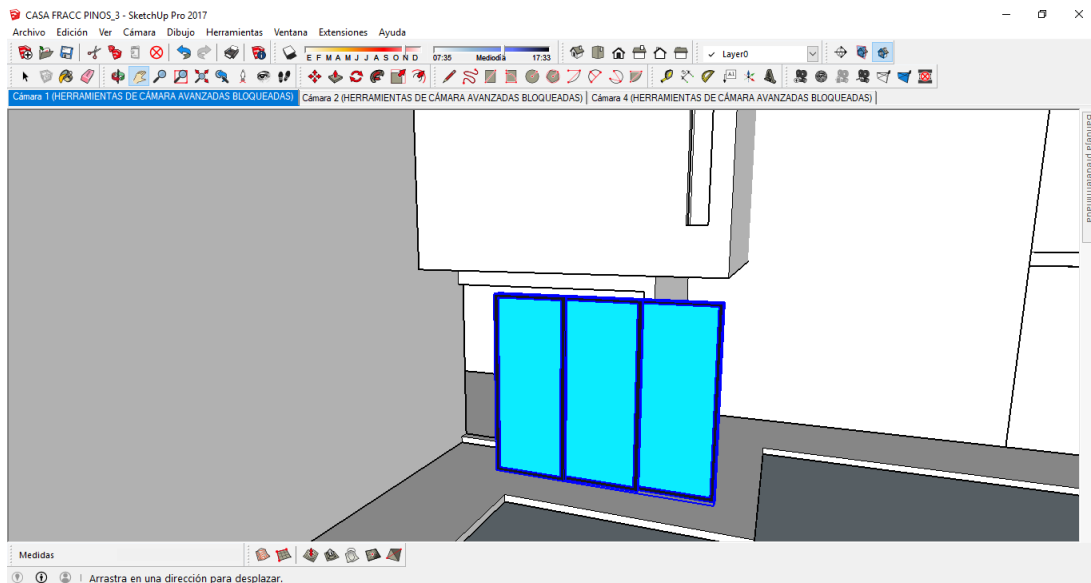 CASA FRACC PINOS_3 - SketchUp Pro 2017
Archivo Edición Ver Cámara Dibujo Herramientas Ventana Extensiones Ayuda
E F M A M J J A S O N D 07:35 Mediodía 17:33 Layer0
Cámara 1 (HERRAMIENTAS DE CÁMARA AVANZADAS BLOQUEADAS) Cámara 2 (HERRAMIENTAS DE CÁMARA AVANZADAS BLOQUEADAS) Cámara 4 (HERRAMIENTAS DE CÁMARA AVANZADAS BLOQUEADAS)
Bandeja predeterminada
Medidas
Arrastra en una dirección para desplazar.